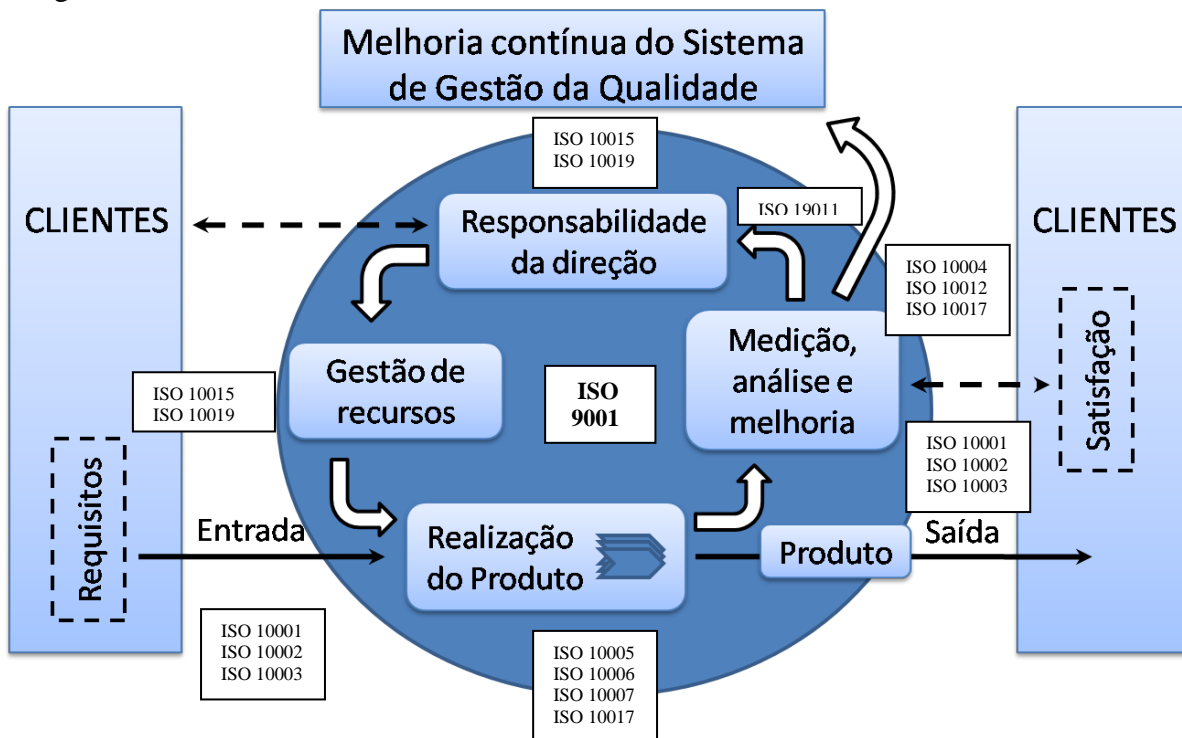 Melhoria contínua do Sistema
de Gestão da Qualidade
ISO 10015
ISO 10019
CLIENTES
Responsabilidade
da direção
ISO 19011
CLIENTES
ISO 10004
ISO 10012
ISO 10017
Gestão de
recursos
ISO
9001
Medição,
análise e
melhoria
Satisfação
ISO 10015
ISO 10019
ISO 10001
ISO 10002
ISO 10003
Requisitos
Entrada
Realização
do Produto
Produto
Saída
ISO 10001
ISO 10002
ISO 10003
ISO 10005
ISO 10006
ISO 10007
ISO 10017